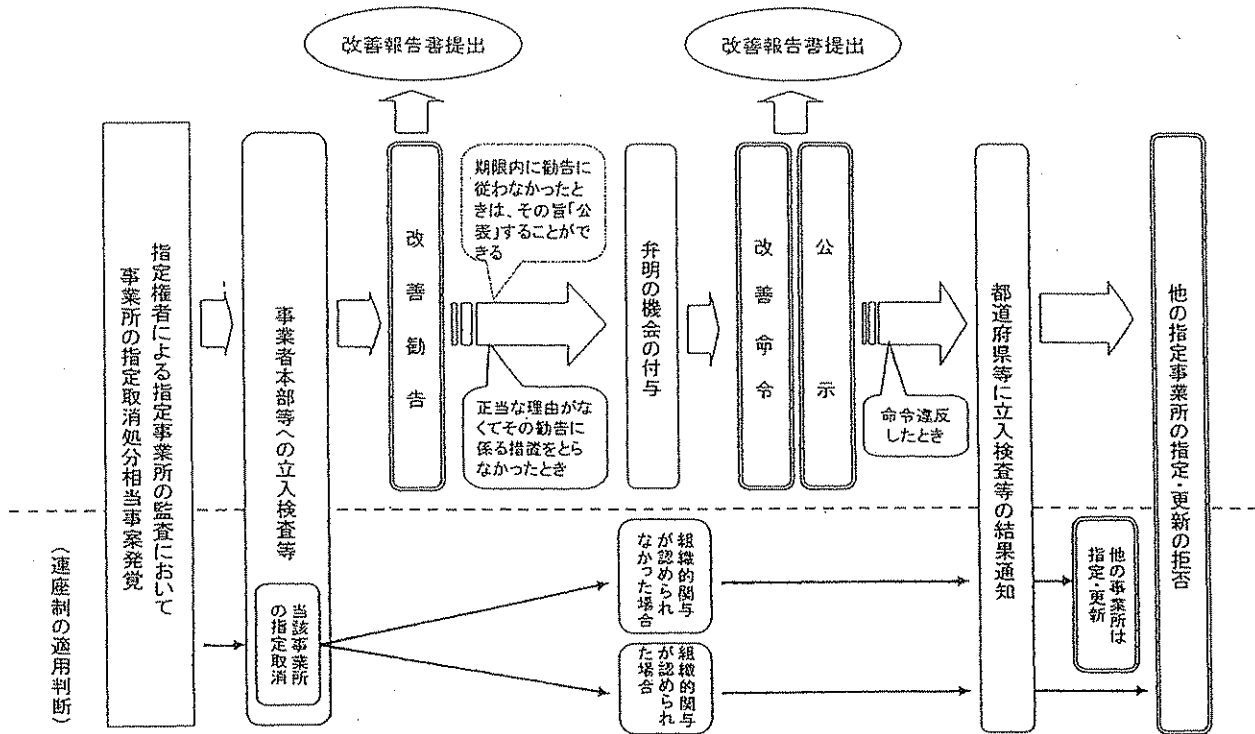 改善報告書提出
改善報告書提出
指定権者による指定事業所の監査において
事業所の指定取消処分相当事案発覚
事業者本部等への立入検査等
改善勧告
期限内に勧告に
従わなかったと
きは、その旨「公
表」することがで
きる
正当な理由がな
くてその勧告に
係る措置をとら
なかったとき
弁明の機会の付与
改善命令
公示
命令違反
したとき
都道府県等に立入検査等の結果通知
他の指定事業所の指定・更新の拒否
(連座制の適用判断)
当該事業所
の指定取消
組織的関与
が認められ
なかった場合
組織的関与
が認められ
た場合
他の事業所は
指定・更新